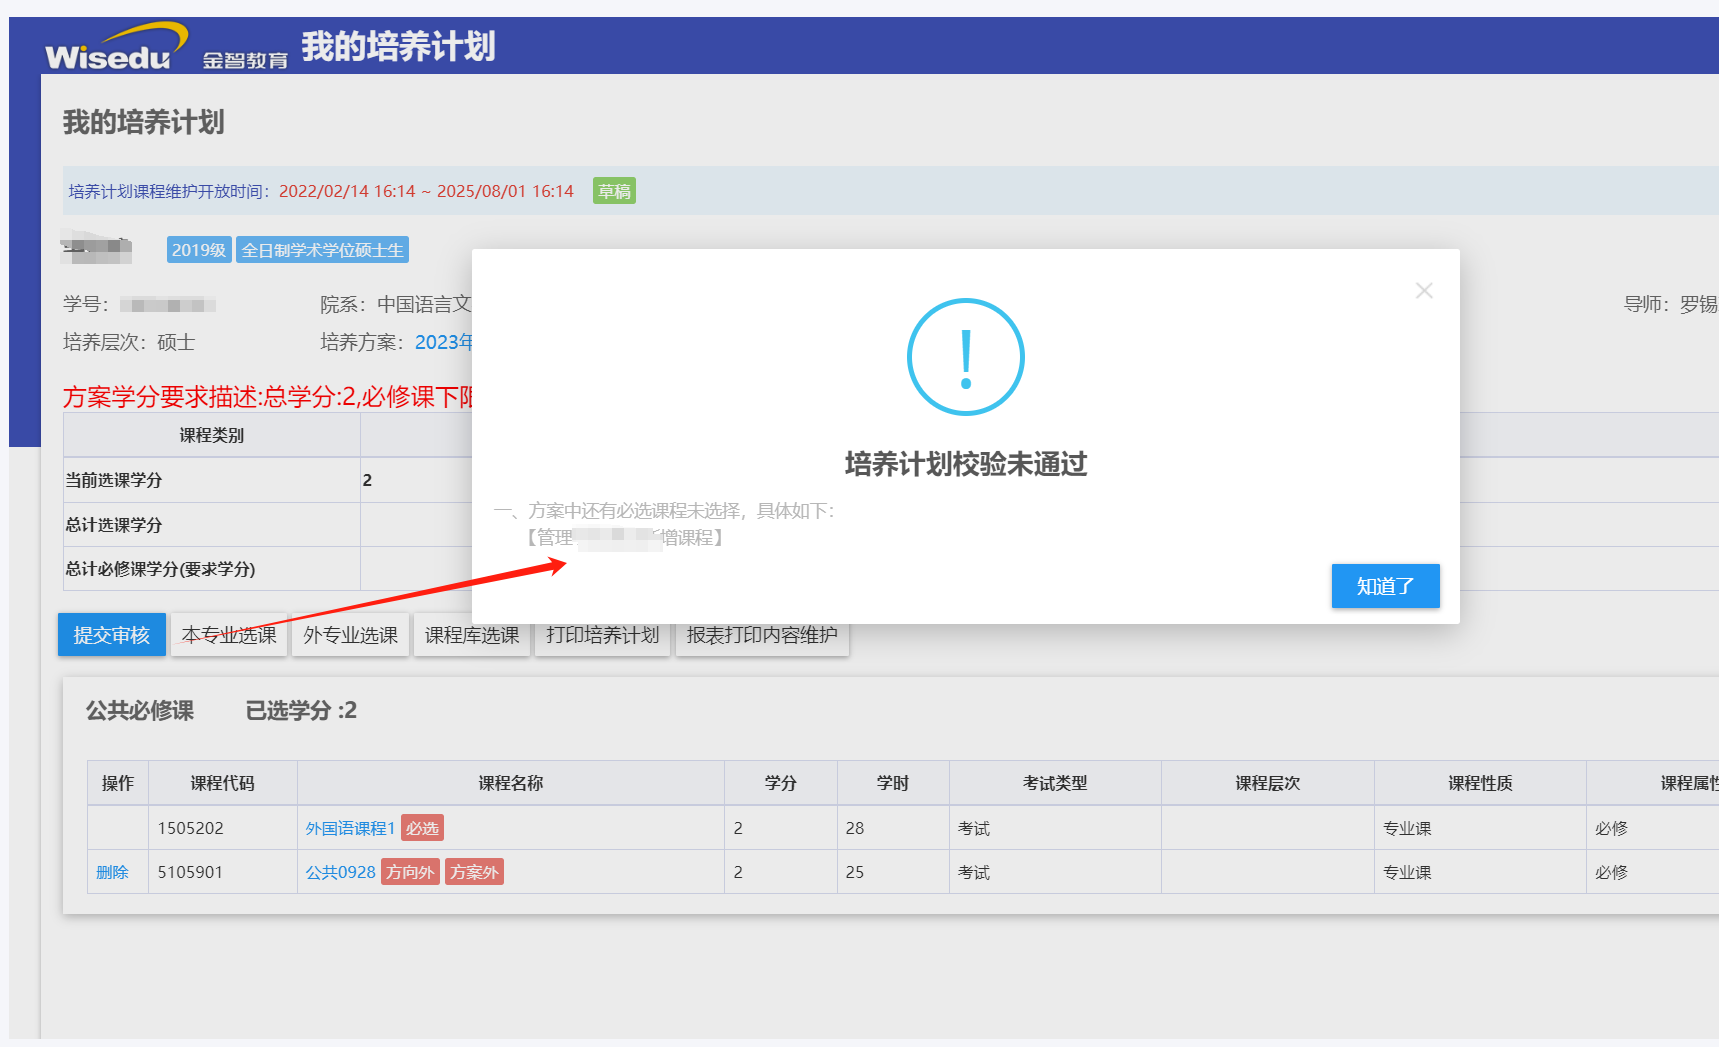 Wisedu 金智教育 我的培养计划
我的培养计划
培养计划课程维护开放时间： 2022/02/14 16:14 ~ 2025/08/01 16:14 草稿
2019级 全日制学术学位硕士生
学号： 院系：中国语言文 导师：罗锡
培养层次：硕士 培养方案：2023年
方案学分要求描述:总学分:2,必修课下限
课程类别
当前选课学分 2
总计选课学分
总计必修课学分(要求学分)
培养计划校验未通过
一、方案中还有必选课程未选择，具体如下：
【管理 增课程】
知道了
提交审核 本专业选课 外专业选课 课程库选课 打印培养计划 报表打印内容维护
公共必修课 已选学分 :2
操作 课程代码 课程名称 学分 学时 考试类型 课程层次 课程性质 课程属性
1505202 外国语课程1 必选 2 28 考试 专业课 必修
删除 5105901 公共0928 方向外 方案外 2 25 考试 专业课 必修